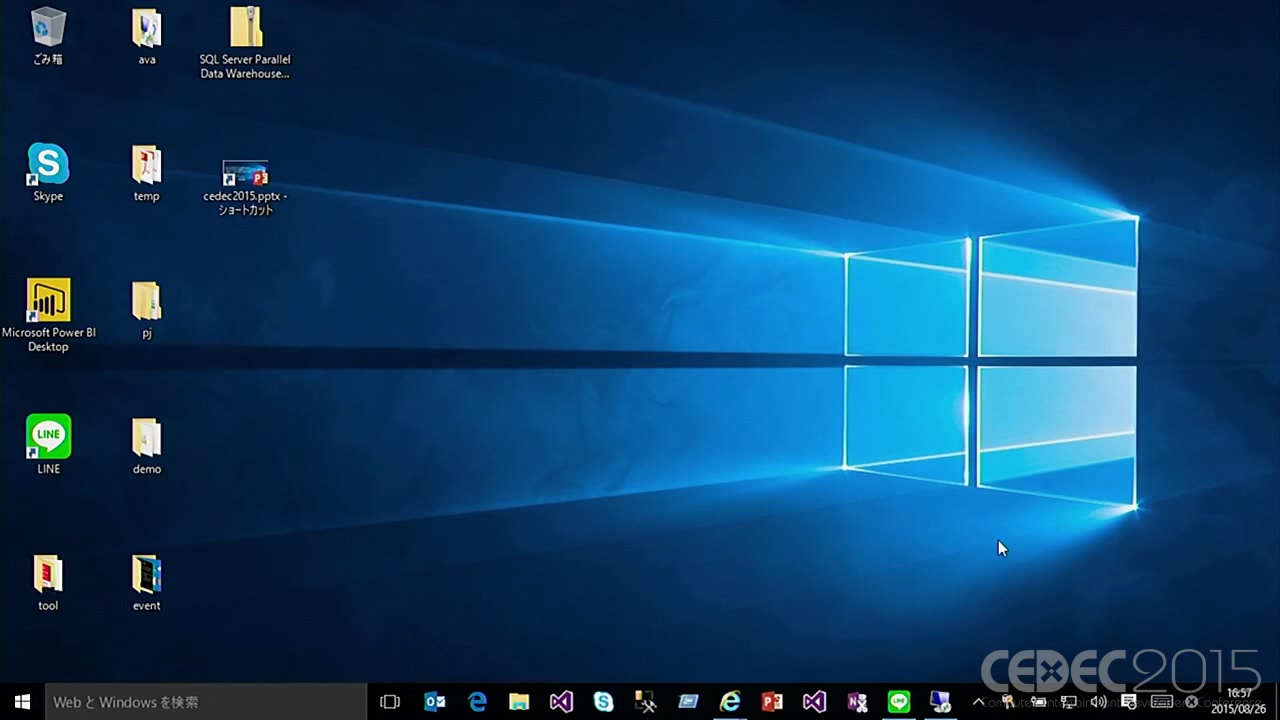 ごみ箱
ava
SQL Server Parallel
Data Warehouse...
Skype
temp
cedec2015.pptx -
ショートカット
Microsoft Power BI
Desktop
pj
LINE
LINE
demo
tool
event
CEDEC2015
Web と Windows を検索
16:57
2015/08/26